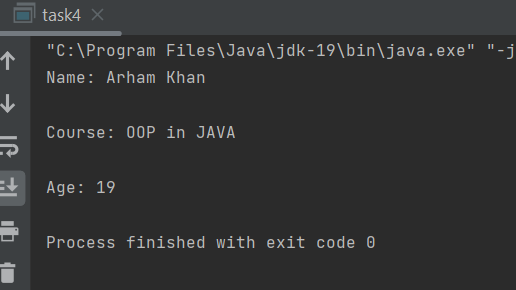 task4
"C:\Program Files\Java\jdk-19\bin\java.exe" "-j
Name: Arham Khan
Course: OOP in JAVA
Age: 19
Process finished with exit code 0